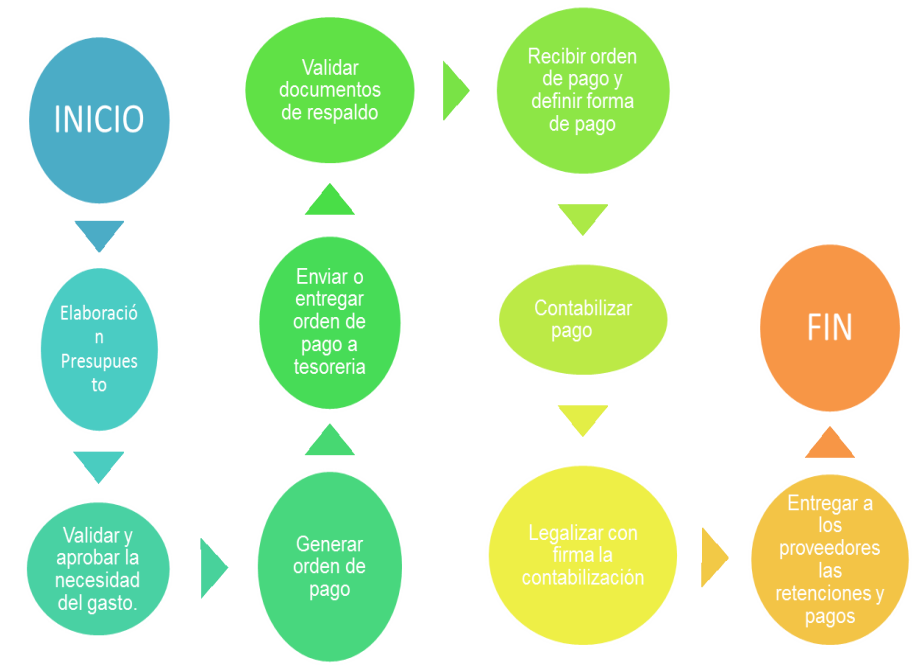 INICIO
Elaboració
n
Presupues
to
Validar y
aprobar la
necesidad
del gasto.
Generar
orden de
pago
Enviar o
entregar
orden de
pago a
tesoreria
Validar
documentos
de respaldo
Recibir orden
de pago y
definir forma
de pago
Contabilizar
pago
Legalizar con
firma la
contabilización
Entregar a
los
proveedores
las
retenciones y
pagos
FIN